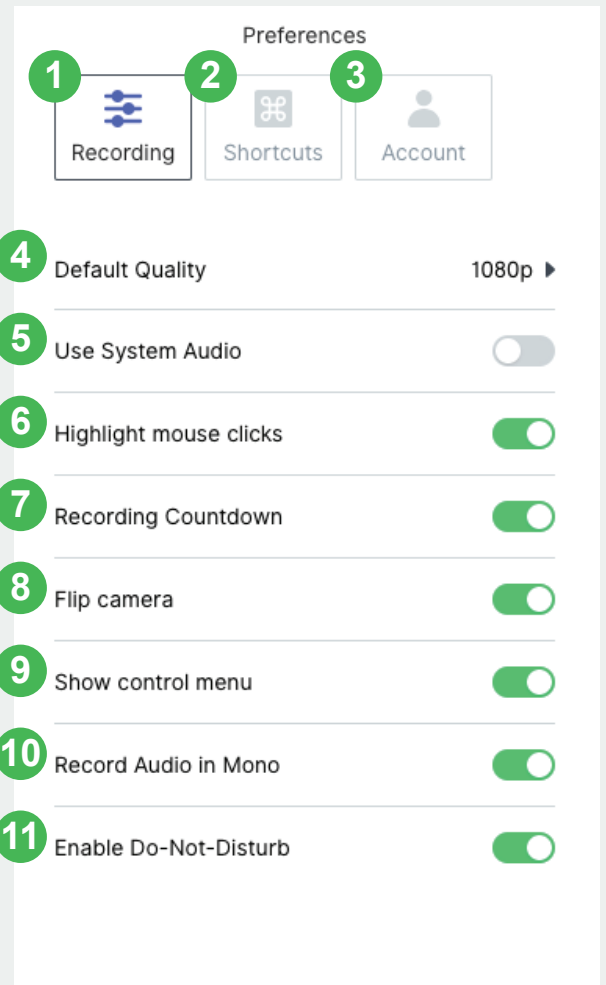 Preferences
1 2 3
Recording Shortcuts Account
4 Default Quality 1080p
5 Use System Audio
6 Highlight mouse clicks
7 Recording Countdown
8 Flip camera
9 Show control menu
10 Record Audio in Mono
11 Enable Do-Not-Disturb